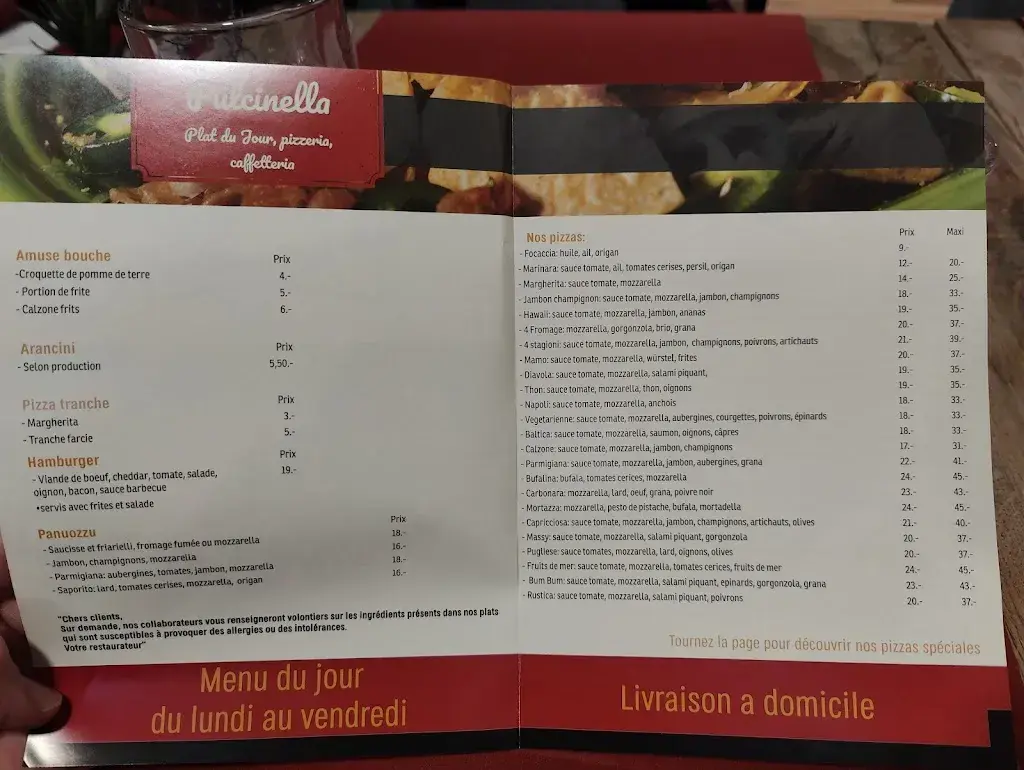 Pulcinella
Plat du Jour, pizzeria,
caffetteria
Amuse bouche Prix
-Croquette de pomme de terre 4.-
- Portion de frite 5.-
- Calzone frits 6.-
Arancini Prix
- Selon production 5,50.-
Pizza tranche Prix
- Margherita 3.-
- Tranche farcie 5.-
Hamburger Prix
- Viande de boeuf, cheddar, tomate, salade, 19.-
oignon, bacon, sauce barbecue
•servis avec frites et salade
Panuozzu Prix
- Saucisse et friarielli, fromage fumée ou mozzarella 18.-
- Jambon, champignons, mozzarella 16.-
- Parmigiana: aubergines, tomates, jambon, mozzarella 18.-
- Saporito: lard, tomates cerises, mozzarella, origan 16.-
"Chers clients,
Sur demande, nos collaborateurs vous renseigneront volontiers sur les ingrédients présents dans nos plats
qui sont susceptibles à provoquer des allergies ou des intolérances.
Votre restaurateur"
Menu du jour
du lundi au vendredi
Nos pizzas: Prix Maxi
- Focaccia: huile, ail, origan 9.-
- Marinara: sauce tomate, ail, tomates cerises, persil, origan 12.- 20.-
- Margherita: sauce tomate, mozzarella 14.- 25.-
- Jambon champignon: sauce tomate, mozzarella, jambon, champignons 18.- 33.-
- Hawaii: sauce tomate, mozzarella, jambon, ananas 19.- 35.-
- 4 Fromage: mozzarella, gorgonzola, brio, grana 20.- 37.-
- 4 stagioni: sauce tomate, mozzarella, jambon, champignons, poivrons, artichauts 21.- 39.-
- Mamo: sauce tomate, mozzarella, würstel, frites 20.- 37.-
- Diavola: sauce tomate, mozzarella, salami piquant, 19.- 35.-
- Thon: sauce tomate, mozzarella, thon, oignons 19.- 35.-
- Napoli: sauce tomate, mozzarella, anchois 18.- 33.-
- Vegetarienne: sauce tomate, mozzarella, aubergines, courgettes, poivrons, épinards 18.- 33.-
- Baltica: sauce tomate, mozzarella, saumon, oignons, câpres 18.- 33.-
- Calzone: sauce tomate, mozzarella, jambon, champignons 17.- 31.-
- Parmigiana: sauce tomate, mozzarella, jambon, aubergines, grana 22.- 41.-
- Bufalina: bufala, tomates cerices, mozzarella 24.- 45.-
- Carbonara: mozzarella, lard, oeuf, grana, poivre noir 23.- 43.-
- Mortazza: mozzarella, pesto de pistache, bufala, mortadella 24.- 45.-
- Capricciosa: sauce tomate, mozzarella, jambon, champignons, artichauts, olives 21.- 40.-
- Massy: sauce tomate, mozzarella, salami piquant, gorgonzola 20.- 37.-
- Pugliese: sauce tomates, mozzarella, lard, oignons, olives 20.- 37.-
- Fruits de mer: sauce tomate, mozzarella, tomates cerices, fruits de mer 24.- 45.-
- Bum Bum: sauce tomate, mozzarella, salami piquant, epinards, gorgonzola, grana 23.- 43.-
- Rustica: sauce tomate, mozzarella, salami piquant, poivrons 20.- 37.-
Tournez la page pour découvrir nos pizzas spéciales
Livraison a domicile